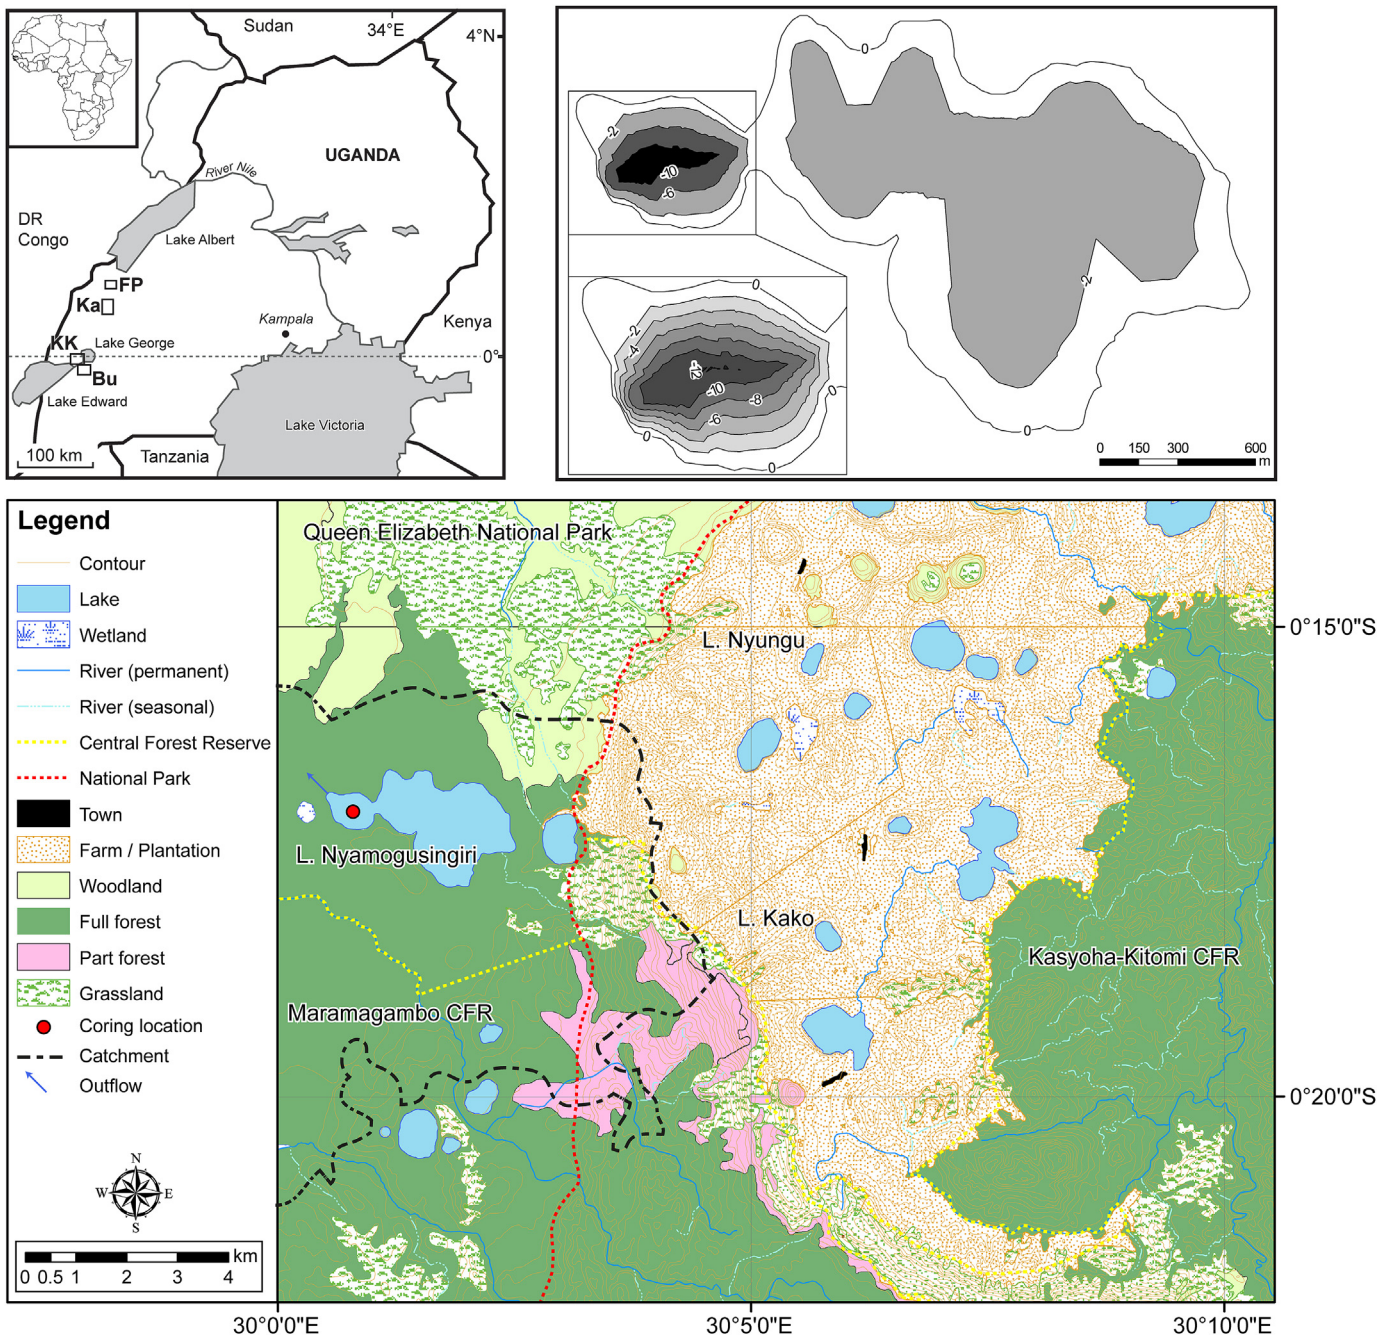 Sudan
34°E
4°N
UGANDA
River Nile
DR
Congo
Lake Albert
FP
Ka
Kampala
Kenya
KK
Lake George
0°
Bu
Lake Edward
Lake Victoria
100 km
Tanzania
0
-2
-10
-6
0
-2
-4
-12
-10
-8
-6
0
0
0
-2
0
0 150 300 600
m
Legend
Contour
Lake
Wetland
River (permanent)
River (seasonal)
Central Forest Reserve
National Park
Town
Farm / Plantation
Woodland
Full forest
Part forest
Grassland
Coring location
Catchment
Outflow
N
W E
S
km
0 0.5 1 2 3 4
Queen Elizabeth National Park
L. Nyungu
0°15'0"S
L. Nyamogusingiri
L. Kako
Kasyoha-Kitomi CFR
Maramagambo CFR
0°20'0"S
30°0'0"E
30°5'0"E
30°10'0"E